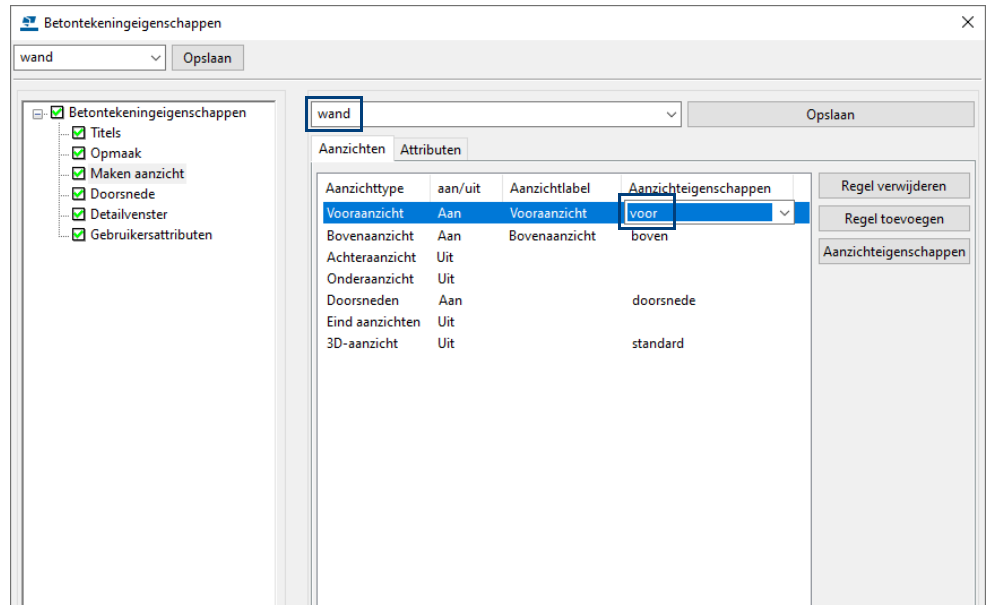 Betontekeningeigenschappen
wand Opslaan
Betontekeningeigenschappen
Titels
Opmaak
Maken aanzicht
Doorsnede
Detailvenster
Gebruikersattributen
wand Opslaan
Aanzichten Attributen
Aanzichttype aan/uit Aanzichtlabel Aanzichteigenschappen
Vooraanzicht Aan Vooraanzicht voor
Bovenaanzicht Aan Bovenaanzicht boven
Achteraanzicht Uit
Onderaanzicht Uit
Doorsneden Aan doorsnede
Eind aanzichten Uit
3D-aanzicht Uit standard
Regel verwijderen
Regel toevoegen
Aanzichteigenschappen